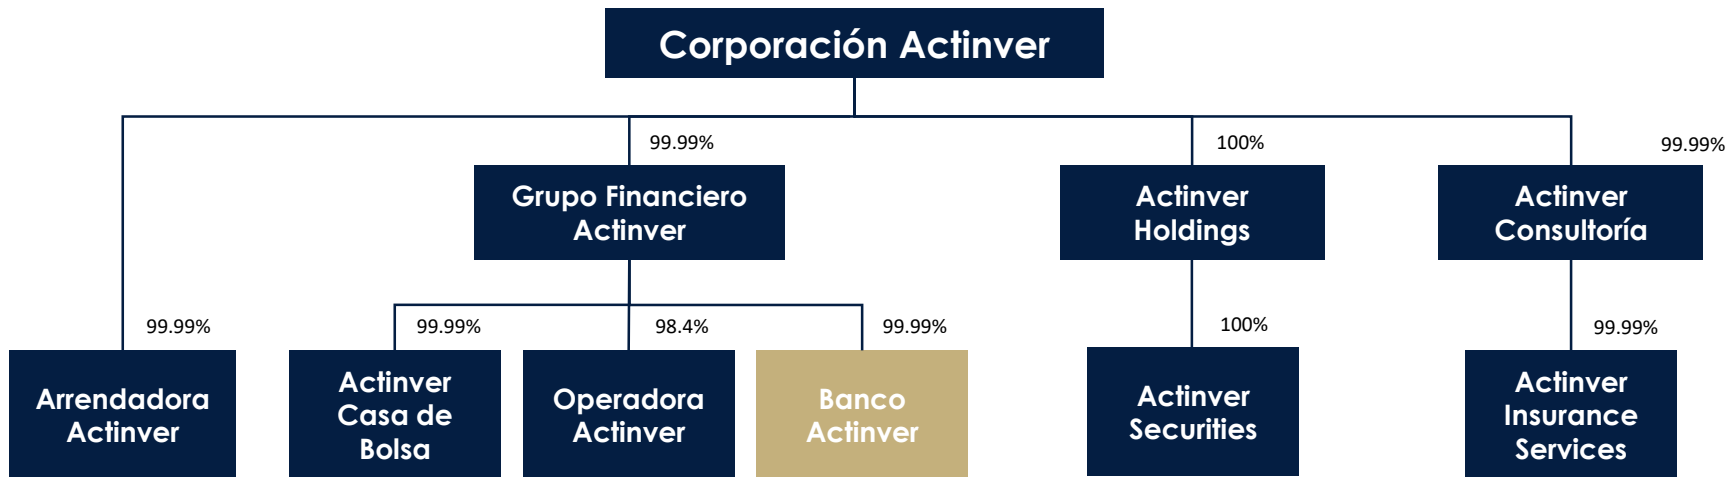 Corporación Actinver
99.99%
100%
99.99%
Grupo Financiero
Actinver
Actinver
Holdings
Actinver
Consultoría
99.99%
99.99%
98.4%
99.99%
100%
99.99%
Arrendadora
Actinver
Actinver
Casa de
Bolsa
Operadora
Actinver
Banco
Actinver
Actinver
Securities
Actinver
Insurance
Services